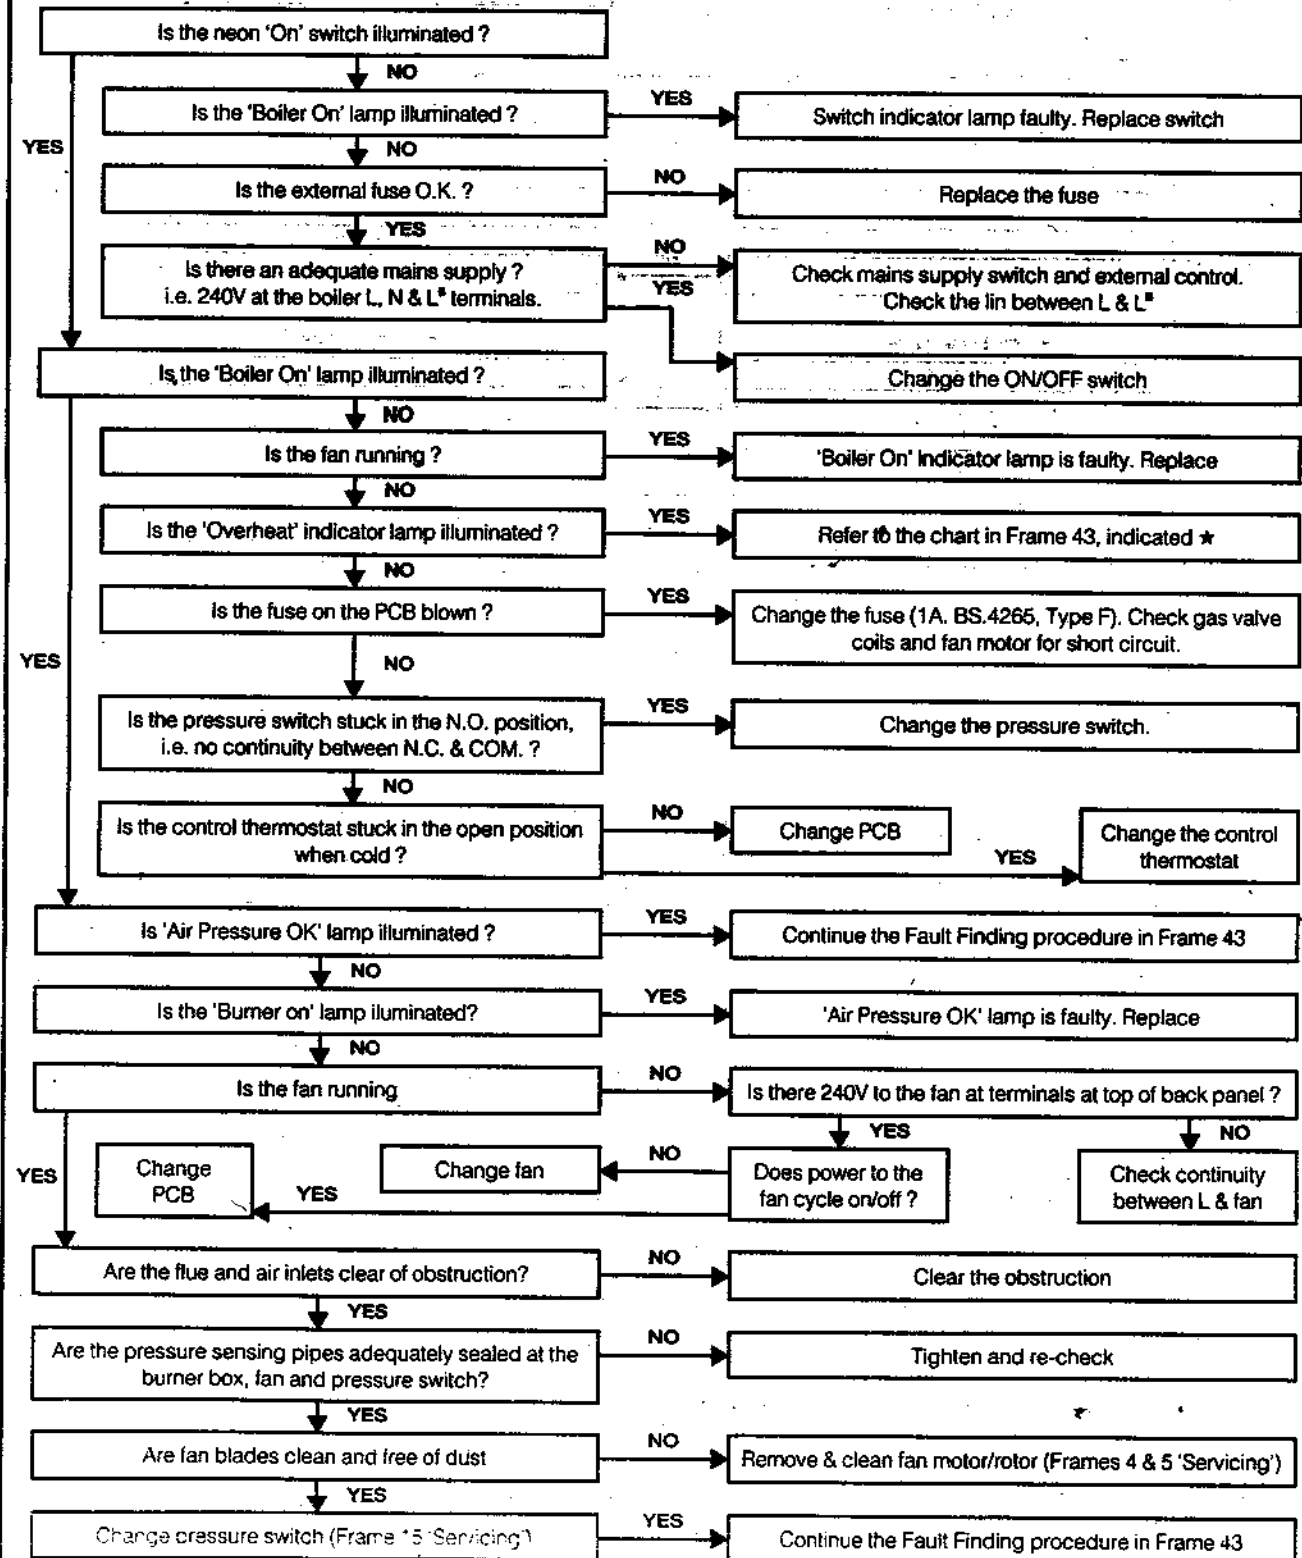 Is the neon 'On' switch illuminated ?
NO
YES
Is the 'Boiler On' lamp illuminated ?
YES
Switch indicator lamp faulty. Replace switch
NO
Is the external fuse O.K. ?
NO
Replace the fuse
YES
Is there an adequate mains supply ?
i.e. 240V at the boiler L, N & L* terminals.
NO
Check mains supply switch and external control.
Check the lin between L & L*
YES
Change the ON/OFF switch
Is the 'Boiler On' lamp illuminated ?
NO
YES
Is the fan running ?
YES
'Boiler On' indicator lamp is faulty. Replace
NO
Is the 'Overheat' indicator lamp illuminated ?
YES
Refer to the chart in Frame 43, indicated ★
NO
Is the fuse on the PCB blown ?
YES
Change the fuse (1A. BS.4265, Type F). Check gas valve
coils and fan motor for short circuit.
NO
Is the pressure switch stuck in the N.O. position,
i.e. no continuity between N.C. & COM. ?
YES
Change the pressure switch.
NO
Is the control thermostat stuck in the open position
when cold ?
NO
Change PCB
YES
Change the control
thermostat
Is 'Air Pressure OK' lamp illuminated ?
YES
Continue the Fault Finding procedure in Frame 43
NO
Is the 'Burner on' lamp iluminated?
YES
'Air Pressure OK' lamp is faulty. Replace
NO
Is the fan running
NO
Is there 240V to the fan at terminals at top of back panel ?
YES
NO
YES
Change
PCB
YES
Change fan
NO
Does power to the
fan cycle on/off ?
Check continuity
between L & fan
Are the flue and air inlets clear of obstruction?
NO
Clear the obstruction
YES
Are the pressure sensing pipes adequately sealed at the
burner box, fan and pressure switch?
NO
Tighten and re-check
YES
Are fan blades clean and free of dust
NO
Remove & clean fan motor/rotor (Frames 4 & 5 'Servicing')
YES
Change pressure switch (Frame 15 'Servicing')
YES
Continue the Fault Finding procedure in Frame 43